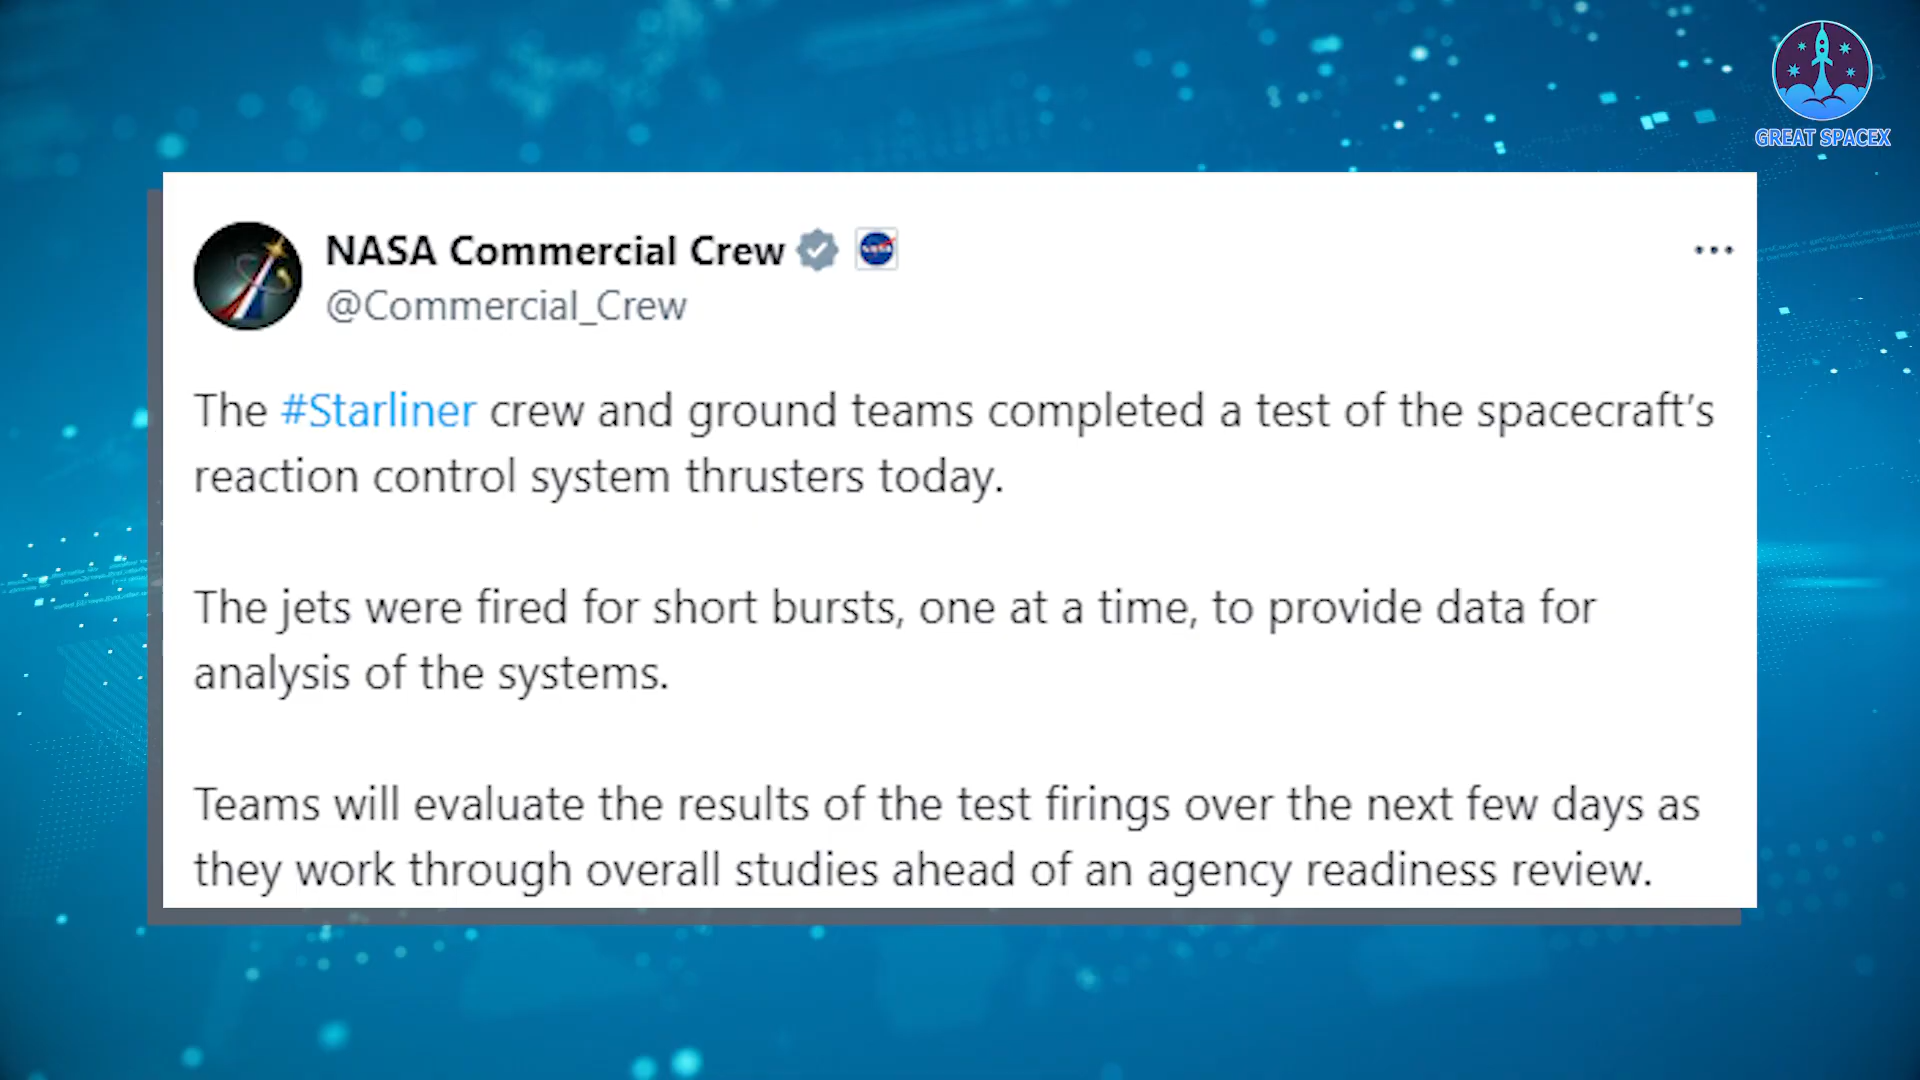 GREAT SPACEX
NASA Commercial Crew
NASA
@Commercial_Crew
The #Starliner crew and ground teams completed a test of the spacecraft’s
reaction control system thrusters today.
The jets were fired for short bursts, one at a time, to provide data for
analysis of the systems.
Teams will evaluate the results of the test firings over the next few days as
they work through overall studies ahead of an agency readiness review.